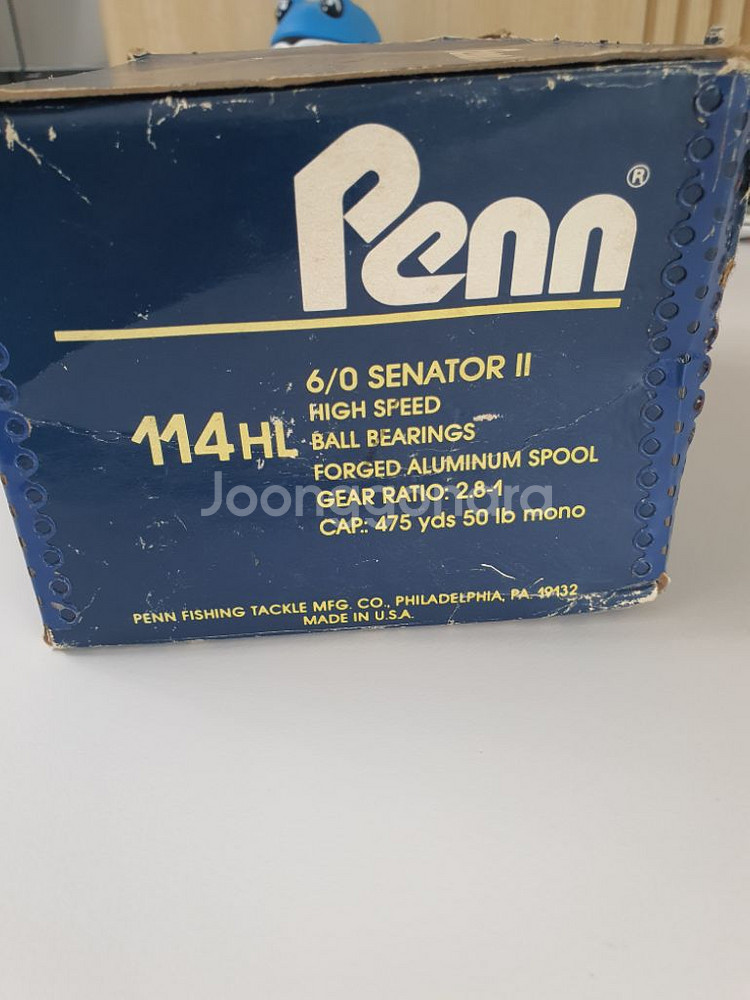 Penn®
6/0 SENATOR II
114HL
HIGH SPEED
BALL BEARINGS
FORGED ALUMINUM SPOOL
GEAR RATIO: 2.8-1
CAP.: 475 yds 50 lb mono
Joonggonara
PENN FISHING TACKLE MFG. CO., PHILADELPHIA, PA. 19132
MADE IN U.S.A.